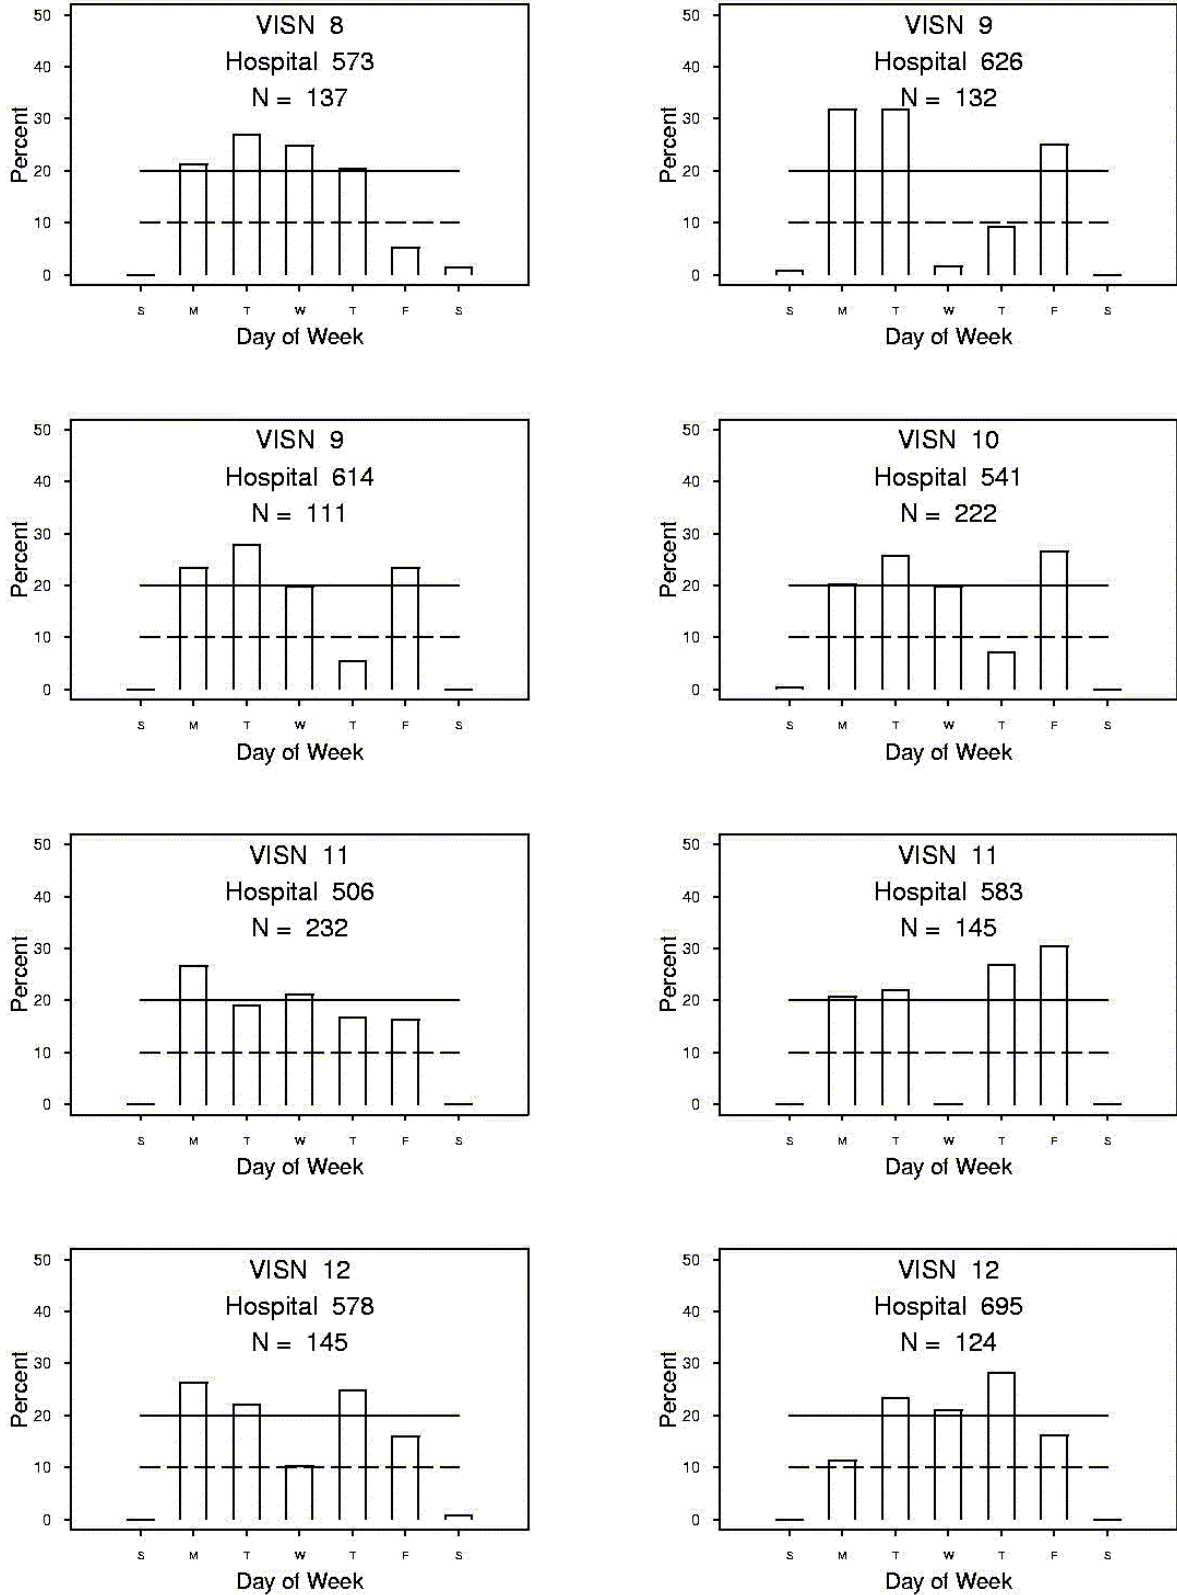 VISN 8
Hospital 573
N = 137
Percent
50
40
30
20
10
0
S M T W T F S
Day of Week
VISN 9
Hospital 626
N = 132
Percent
50
40
30
20
10
0
S M T W T F S
Day of Week
VISN 9
Hospital 614
N = 111
Percent
50
40
30
20
10
0
S M T W T F S
Day of Week
VISN 10
Hospital 541
N = 222
Percent
50
40
30
20
10
0
S M T W T F S
Day of Week
VISN 11
Hospital 506
N = 232
Percent
50
40
30
20
10
0
S M T W T F S
Day of Week
VISN 11
Hospital 583
N = 145
Percent
50
40
30
20
10
0
S M T W T F S
Day of Week
VISN 12
Hospital 578
N = 145
Percent
50
40
30
20
10
0
S M T W T F S
Day of Week
VISN 12
Hospital 695
N = 124
Percent
50
40
30
20
10
0
S M T W T F S
Day of Week